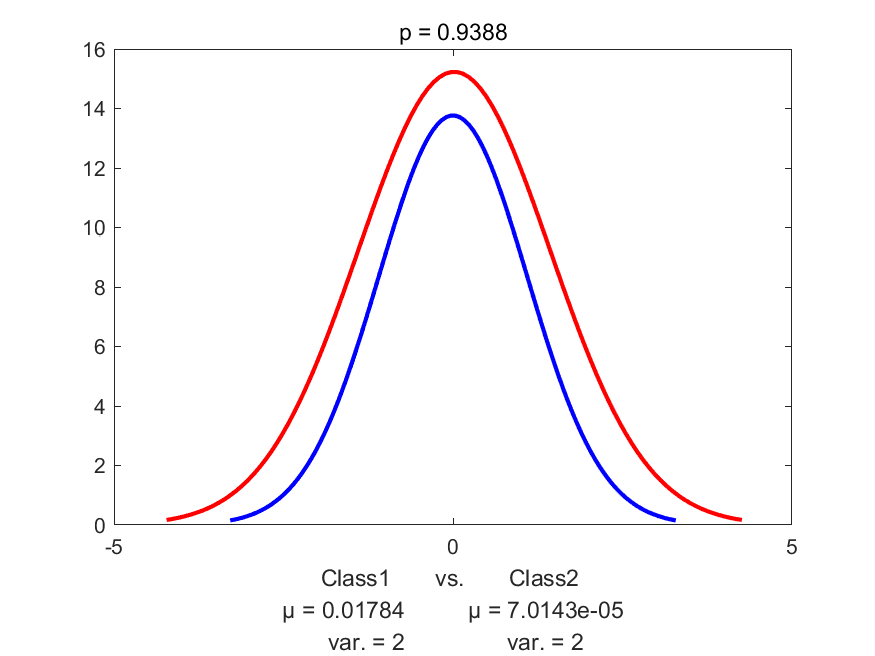 p = 0.9388
16
14
12
10
8
6
4
2
0
-5 0 5
Class1 vs. Class2
μ = 0.01784 μ = 7.0143e-05
var. = 2 var. = 2